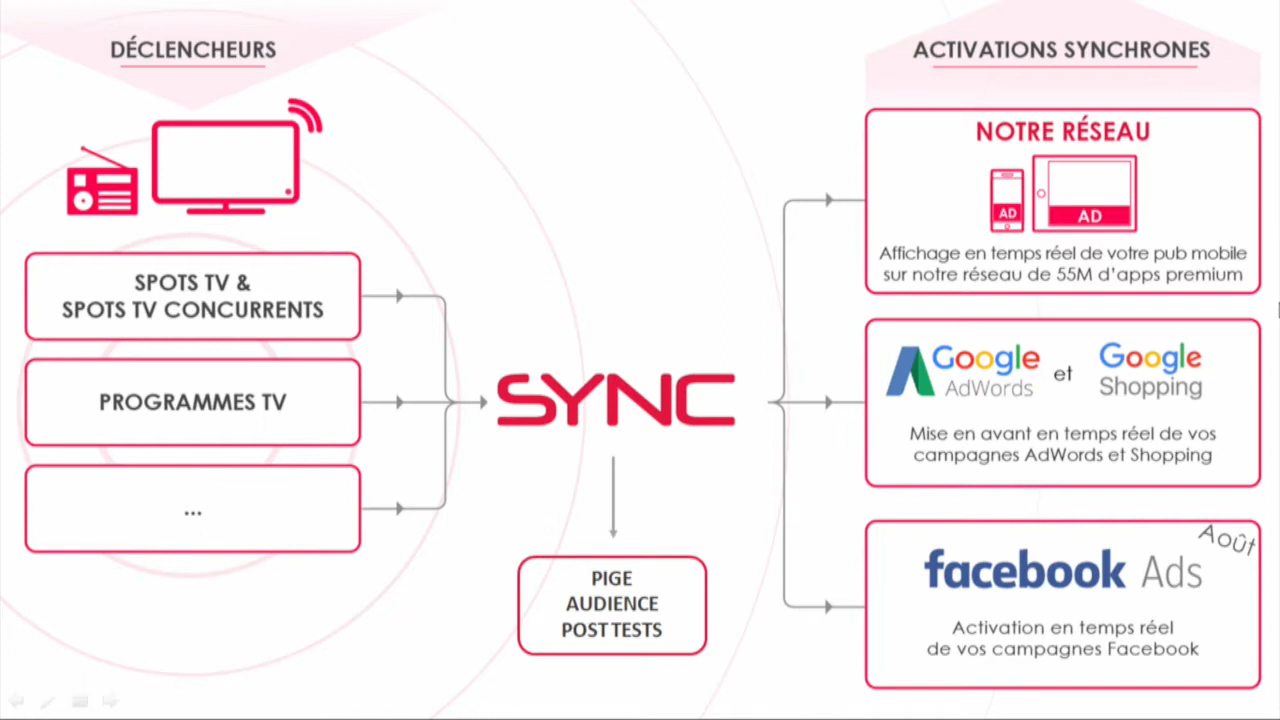 DÉCLENCHEURS
SPOTS TV &
SPOTS TV CONCURRENTS
PROGRAMMES TV
...
SYNC
PIGE
AUDIENCE
POST TESTS
ACTIVATIONS SYNCHRONES
NOTRE RÉSEAU
AD
AD
Affichage en temps réel de votre pub mobile
sur notre réseau de 55M d'apps premium
Google
AdWords
et
Google
Shopping
Mise en avant en temps réel de vos
campagnes AdWords et Shopping
Août
facebook Ads
Activation en temps réel
de vos campagnes Facebook